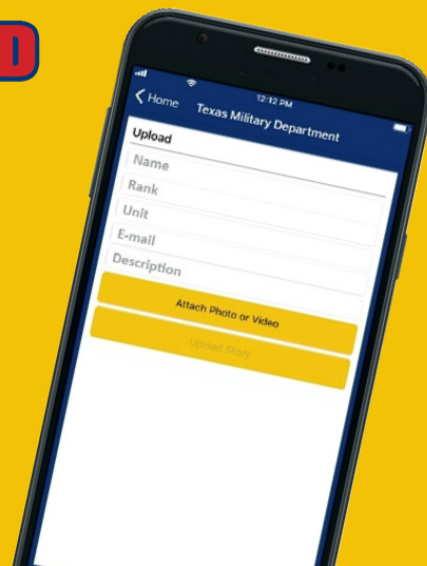 D
12:12 PM
Home
Texas Military Department
Upload
Name
Rank
Unit
E-mail
Description
Attach Photo or Video
Upload Story